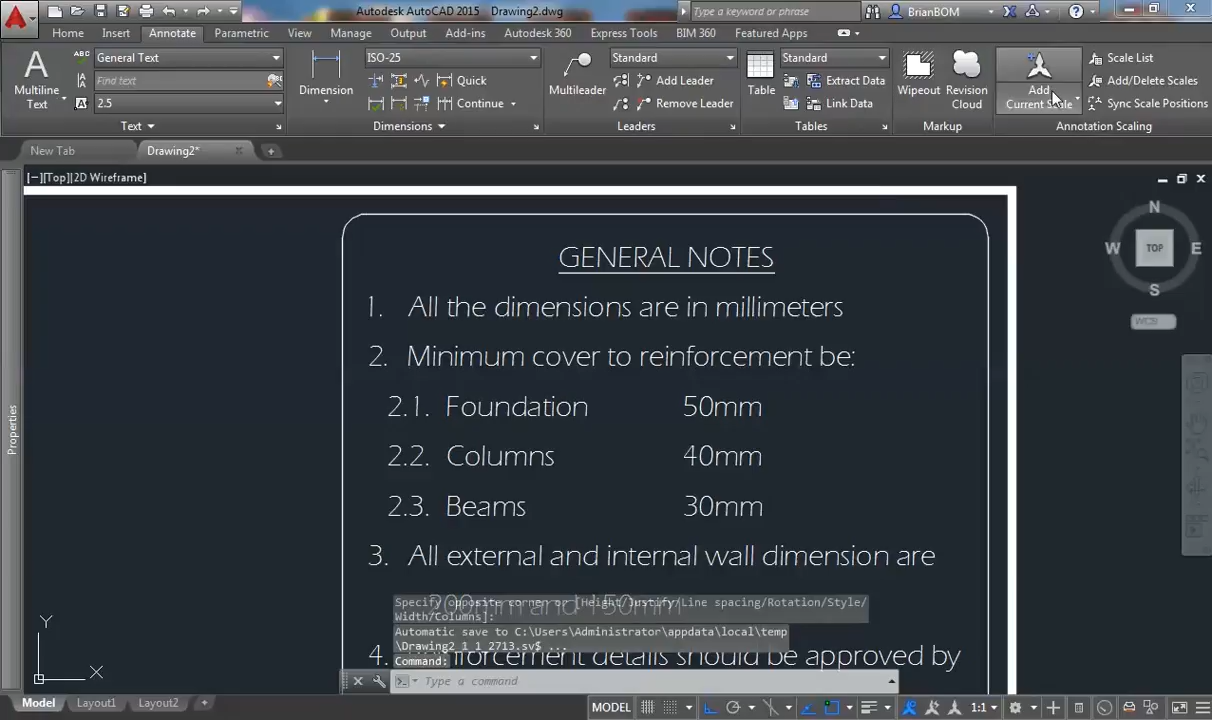 Autodesk AutoCAD 2015 Drawing2.dwg
Type a keyword or phrase
BrianBOM
Home Insert Annotate Parametric View Manage Output Add-ins Autodesk 360 Express Tools BIM 360 Featured Apps
Multiline
Text
General Text
Find text
2.5
Text
Dimension
ISO-25
Quick
Continue
Dimensions
Multileader
Standard
Add Leader
Remove Leader
Leaders
Table
Standard
Extract Data
Link Data
Tables
Wipeout
Revision
Cloud
Markup
Add
Current Scale
Scale List
Add/Delete Scales
Sync Scale Positions
Annotation Scaling
New Tab
Drawing2*
[−][Top][2D Wireframe]
N
W TOP E
S
WCS
Properties
GENERAL NOTES
1. All the dimensions are in millimeters
2. Minimum cover to reinforcement be:
2.1. Foundation 50mm
2.2. Columns 40mm
2.3. Beams 30mm
3. All external and internal wall dimension are
200mm and 150mm
4. details should be approved by
Specify opposite corner or [Height/Justify/Line spacing/Rotation/Style/
Width/Columns]:
Automatic save to C:\Users\Administrator\appdata\local\temp
\Drawing2_1_1_2713.sv$ ...
Command:
Type a command
Y
X
Model Layout1 Layout2
MODEL
1:1